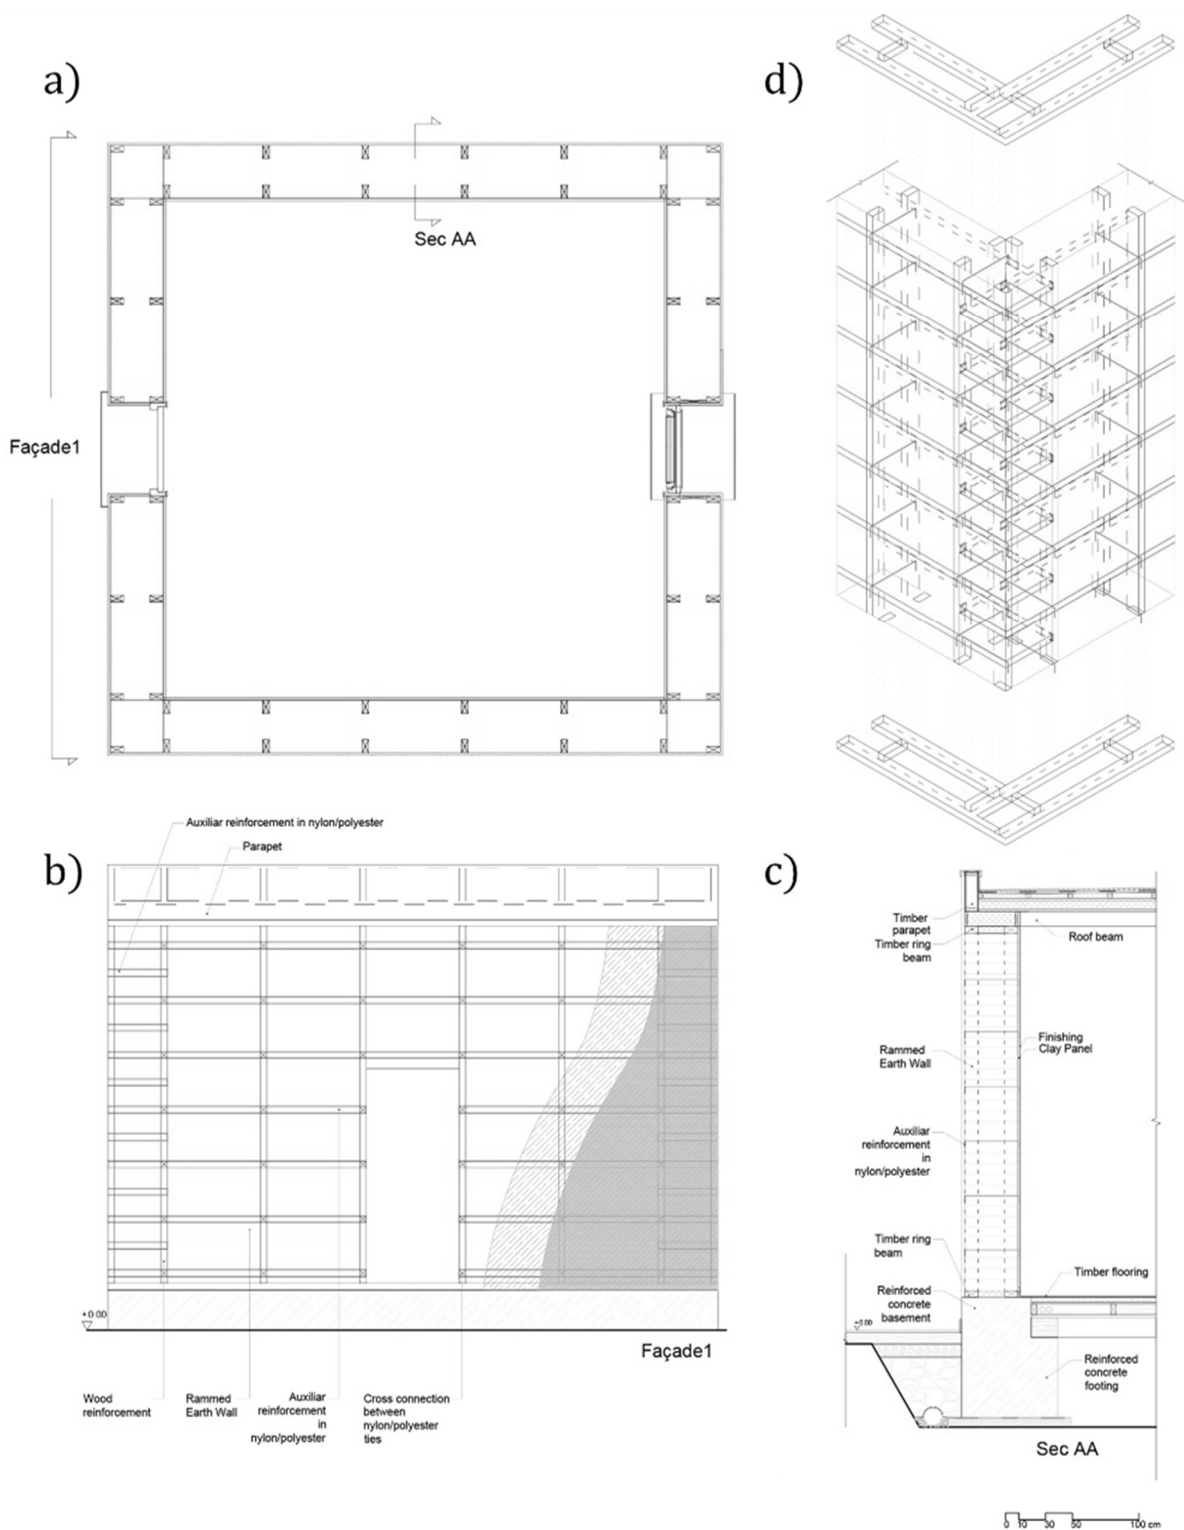 a)
d)
Sec AA
Façade1
Auxiliar reinforcement in nylon/polyester
Parapet
b)
c)
+0.00
Façade1
Wood
reinforcement
Rammed
Earth Wall
Auxiliar
reinforcement
in
nylon/polyester
Cross connection
between
nylon/polyester
ties
Timber
parapet
Timber ring
beam
Roof beam
Rammed
Earth Wall
Finishing
Clay Panel
Auxiliar
reinforcement
in
nylon/polyester
Timber ring
beam
Timber flooring
Reinforced
concrete
basement
±0.00
Reinforced
concrete
footing
Sec AA
0 10 30 50 100 cm